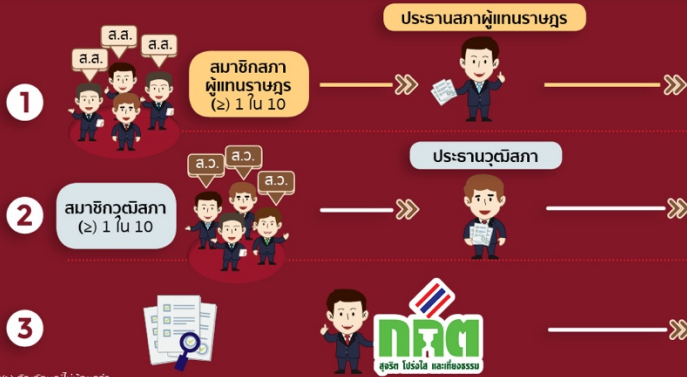 ประธานสภาผู้แทนราษฎร
ส.ส.
ส.ส.
ส.ส.
สมาชิกสภา
ผู้แทนราษฎร
(≥) 1 ใน 10
1
ประธานวุฒิสภา
ส.ว.
ส.ว.
ส.ว.
สมาชิกวุฒิสภา
(≥) 1 ใน 10
2
3
กกต
สุจริต โปร่งใส และเที่ยงธรรม